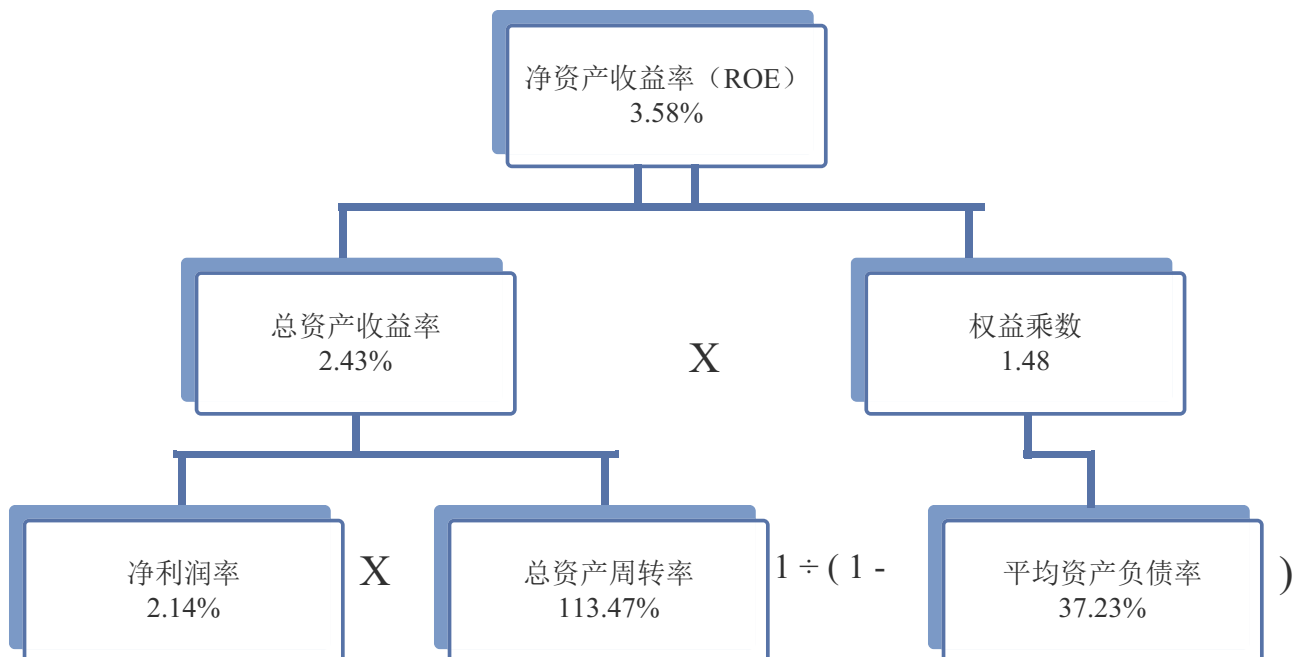 净资产收益率（ROE）
3.58%
总资产收益率
2.43%
X
权益乘数
1.48
净利润率
2.14%
X
总资产周转率
113.47%
1 ÷ ( 1 -
平均资产负债率
37.23%
)